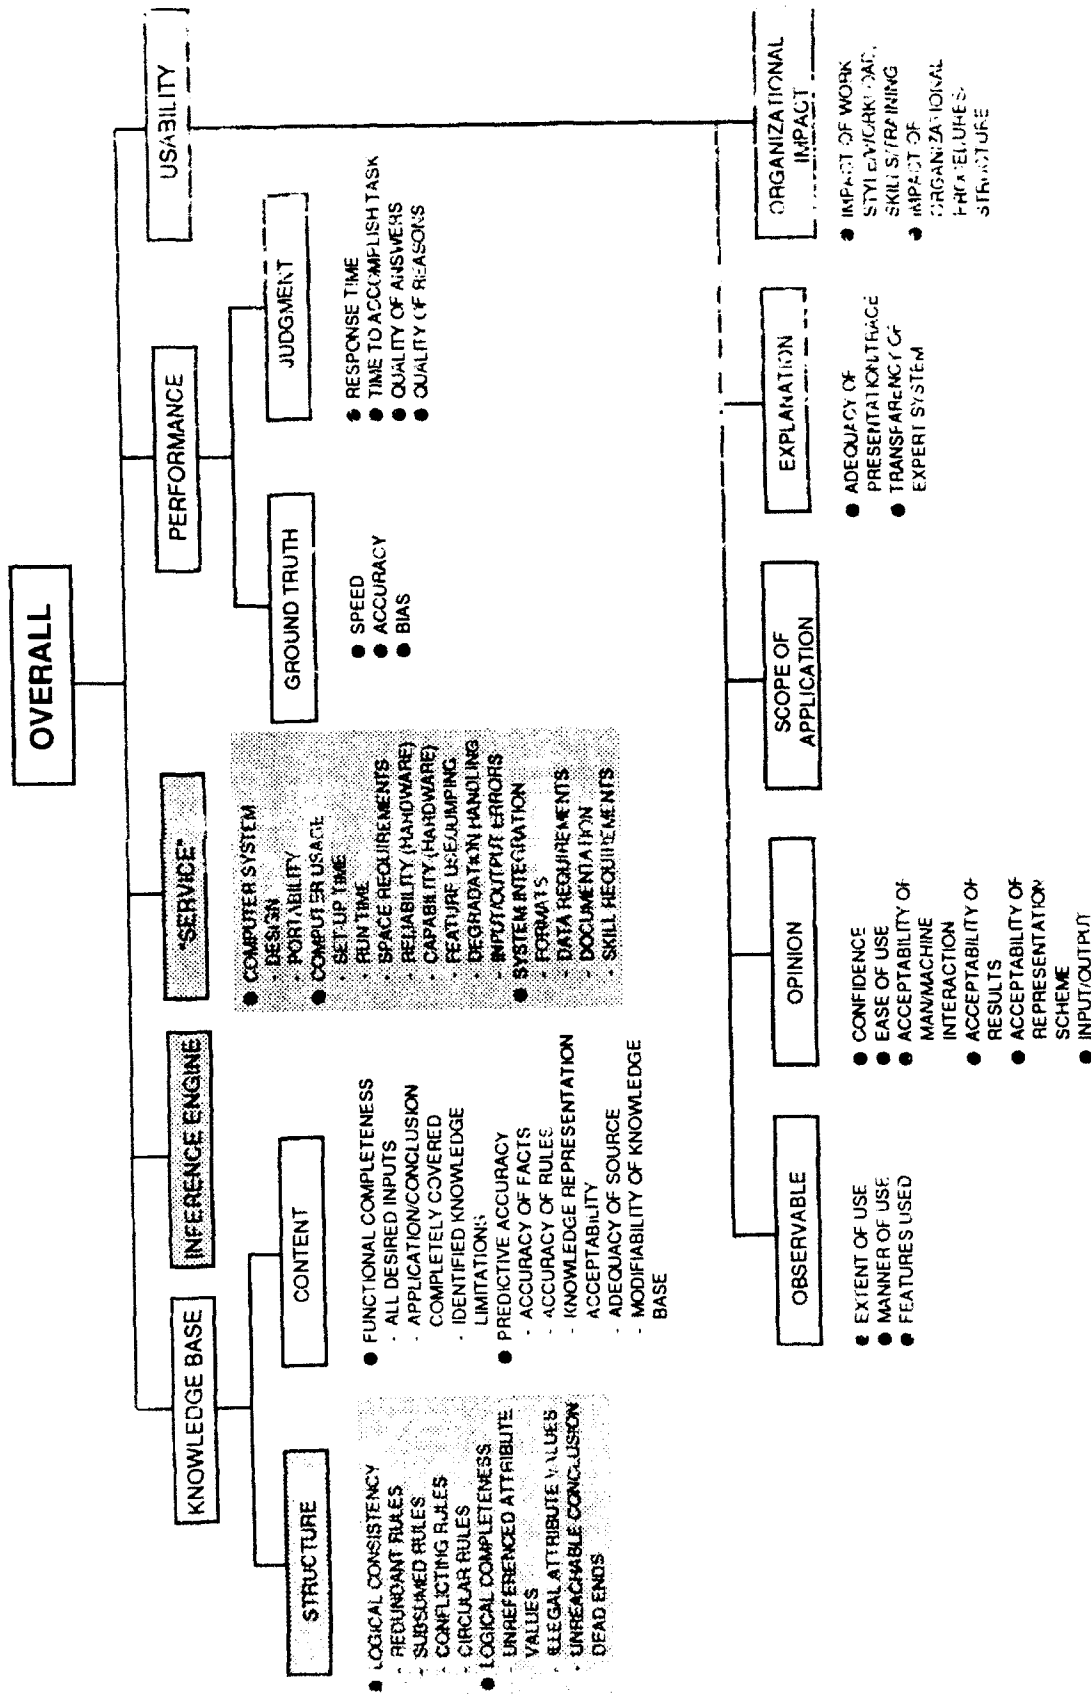 OVERALL
KNOWLEDGE BASE
INFERENCE ENGINE
"SERVICE"
PERFORMANCE
USABILITY
STRUCTURE
● LOGICAL CONSISTENCY
- REDUNDANT RULES
- SUBSUMED RULES
- CONFLICTING RULES
- CIRCULAR RULES
● LOGICAL COMPLETENESS
- UNREFERENCED ATTRIBUTE
VALUES
- ILLEGAL ATTRIBUTE VALUES
- UNREACHABLE CONCLUSION
DEAD ENDS
CONTENT
● FUNCTIONAL COMPLETENESS
- ALL DESIRED INPUTS
- APPLICATION/CONCLUSION
COMPLETELY COVERED
- IDENTIFIED KNOWLEDGE
LIMITATIONS
● PREDICTIVE ACCURACY
- ACCURACY OF FACTS
- ACCURACY OF RULES
- KNOWLEDGE REPRESENTATION
ACCEPTABILITY
- ADEQUACY OF SOURCE
- MODIFIABILITY OF KNOWLEDGE
BASE
● COMPUTER SYSTEM
- DESIGN
- PORTABILITY
● COMPUTER USAGE
- SET-UP TIME
- RUN TIME
- SPACE REQUIREMENTS
- RELIABILITY (HARDWARE)
- CAPABILITY (HARDWARE)
- FEATURE USE/JUMPING
- DEGRADATION HANDLING
- INPUT/OUTPUT ERRORS
● SYSTEM INTEGRATION
- FORMATS
- DATA REQUIREMENTS
- DOCUMENTATION
- SKILL REQUIREMENTS
GROUND TRUTH
● SPEED
● ACCURACY
● BIAS
JUDGMENT
● RESPONSE TIME
● TIME TO ACCOMPLISH TASK
● QUALITY OF ANSWERS
● QUALITY OF REASONS
OBSERVABLE
● EXTENT OF USE
● MANNER OF USE
● FEATURES USED
OPINION
● CONFIDENCE
● EASE OF USE
● ACCEPTABILITY OF
MAN/MACHINE
INTERACTION
● ACCEPTABILITY OF
RESULTS
● ACCEPTABILITY OF
REPRESENTATION
SCHEME
● INPUT/OUTPUT
SCOPE OF
APPLICATION
EXPLANATION
● ADEQUACY OF
PRESENTATION/TRACE
● TRANSPARENCY OF
EXPERT SYSTEM
ORGANIZATIONAL
IMPACT
● IMPACT OF WORK
STYLE/WORKLOAD,
SKILLS/TRAINING
● IMPACT OF
ORGANIZATIONAL
PROCEDURES/
STRUCTURE